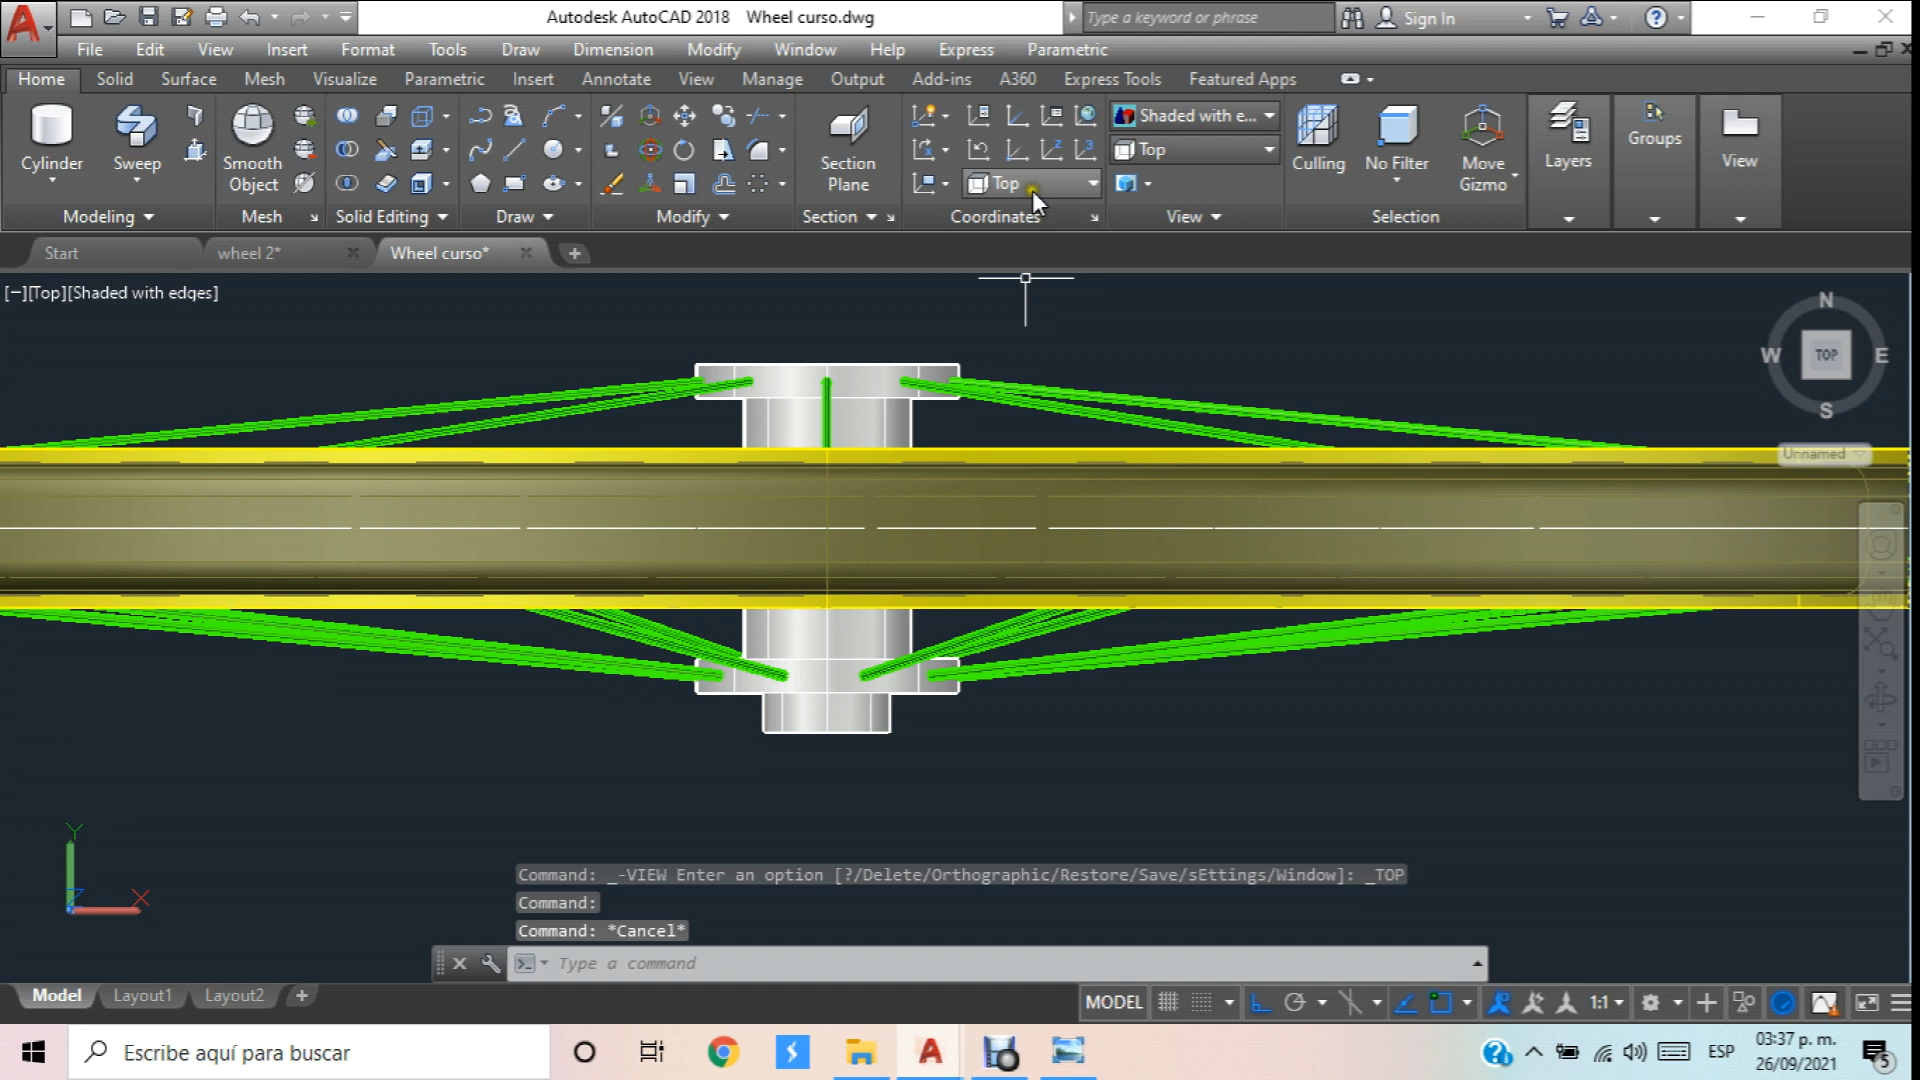 Autodesk AutoCAD 2018 Wheel curso.dwg
Type a keyword or phrase
Sign In
File Edit View Insert Format Tools Draw Dimension Modify Window Help Express Parametric
Home Solid Surface Mesh Visualize Parametric Insert Annotate View Manage Output Add-ins A360 Express Tools Featured Apps
Shaded with e...
Top
Top
Cylinder
Sweep
Smooth
Object
Section
Plane
Culling
No Filter
Move
Gizmo
Layers
Groups
View
Modeling
Mesh
Solid Editing
Draw
Modify
Section
Coordinates
View
Selection
Start
wheel 2*
Wheel curso*
[−][Top][Shaded with edges]
N
W TOP E
S
Unnamed
Y
X
Z
Command: _-VIEW Enter an option [?/Delete/Orthographic/Restore/Save/sEttings/Window]: _TOP
Command:
Command: *Cancel*
Type a command
Model Layout1 Layout2
MODEL
1:1
Escribe aquí para buscar
ESP
03:37 p. m.
26/09/2021
5